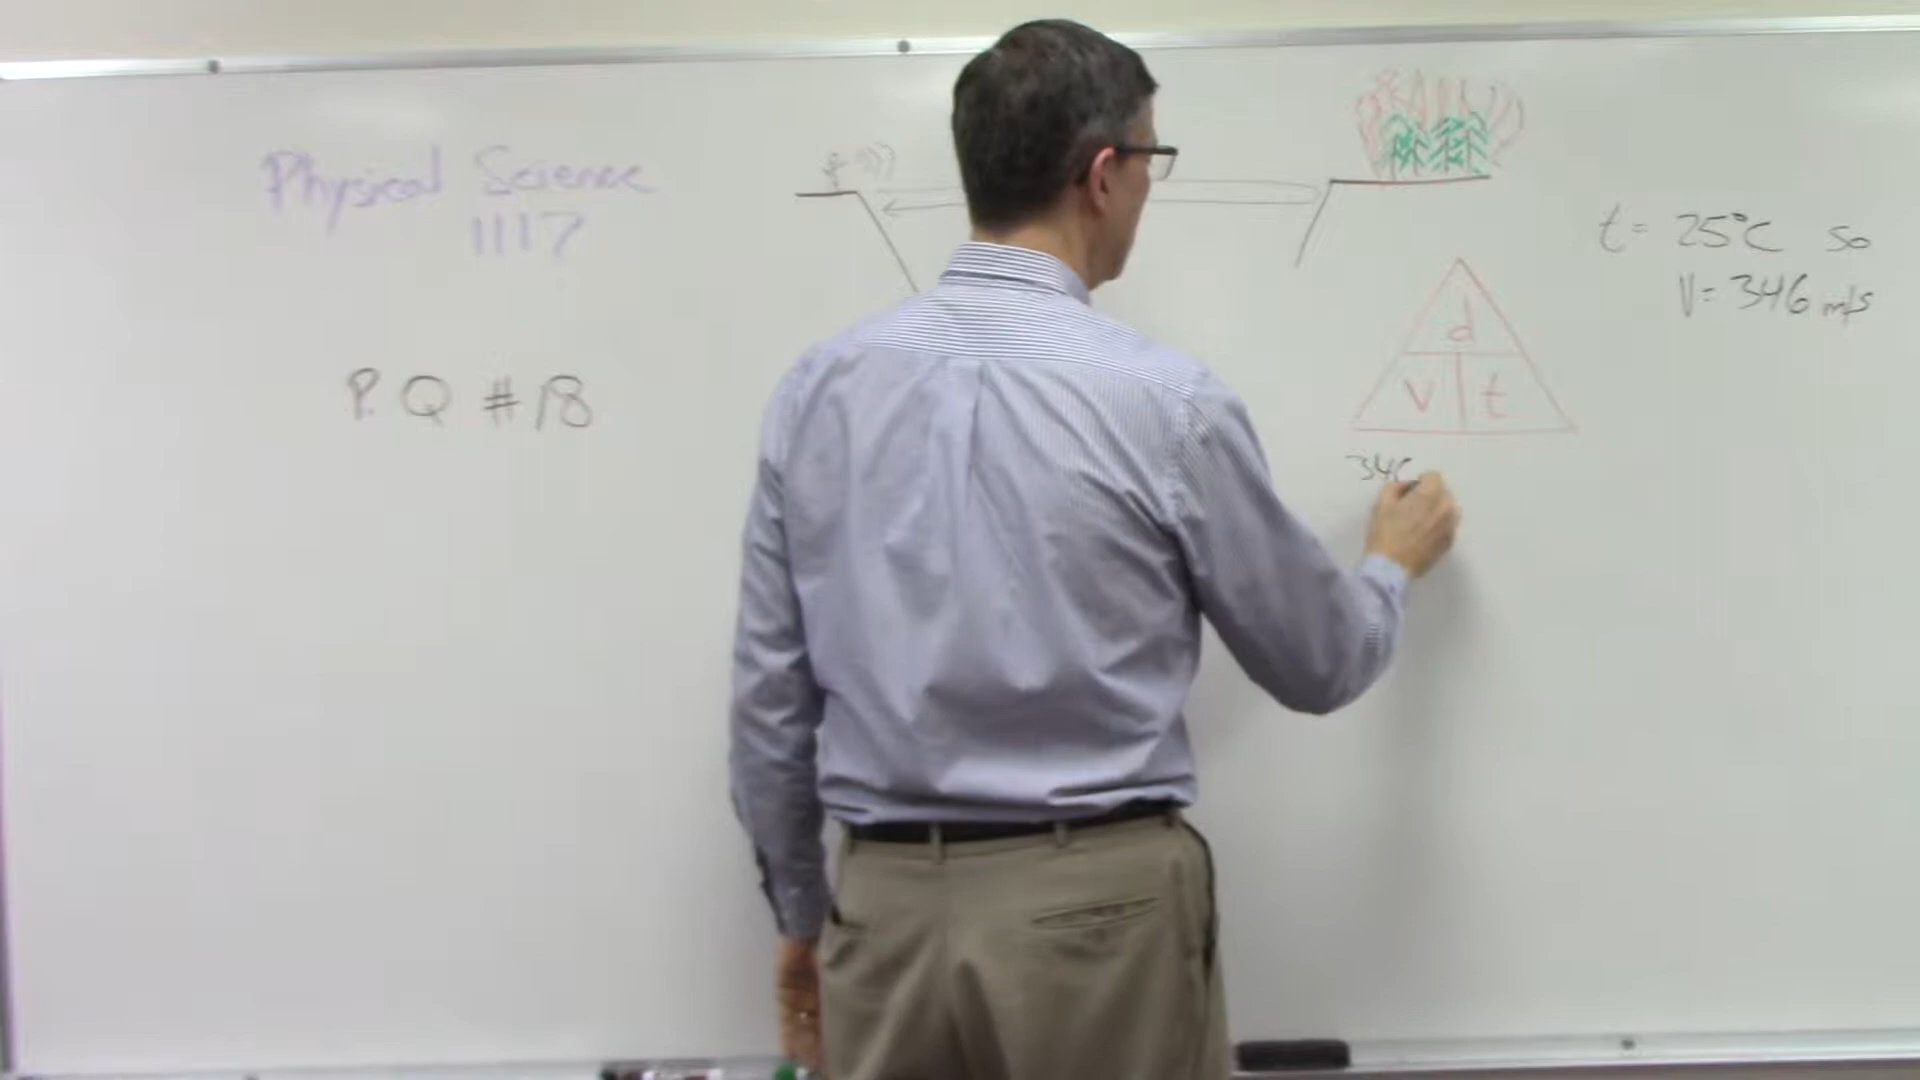 Physical Science
1117
P. Q #18
t = 25°C so
V = 346 m/s
d
V t
346